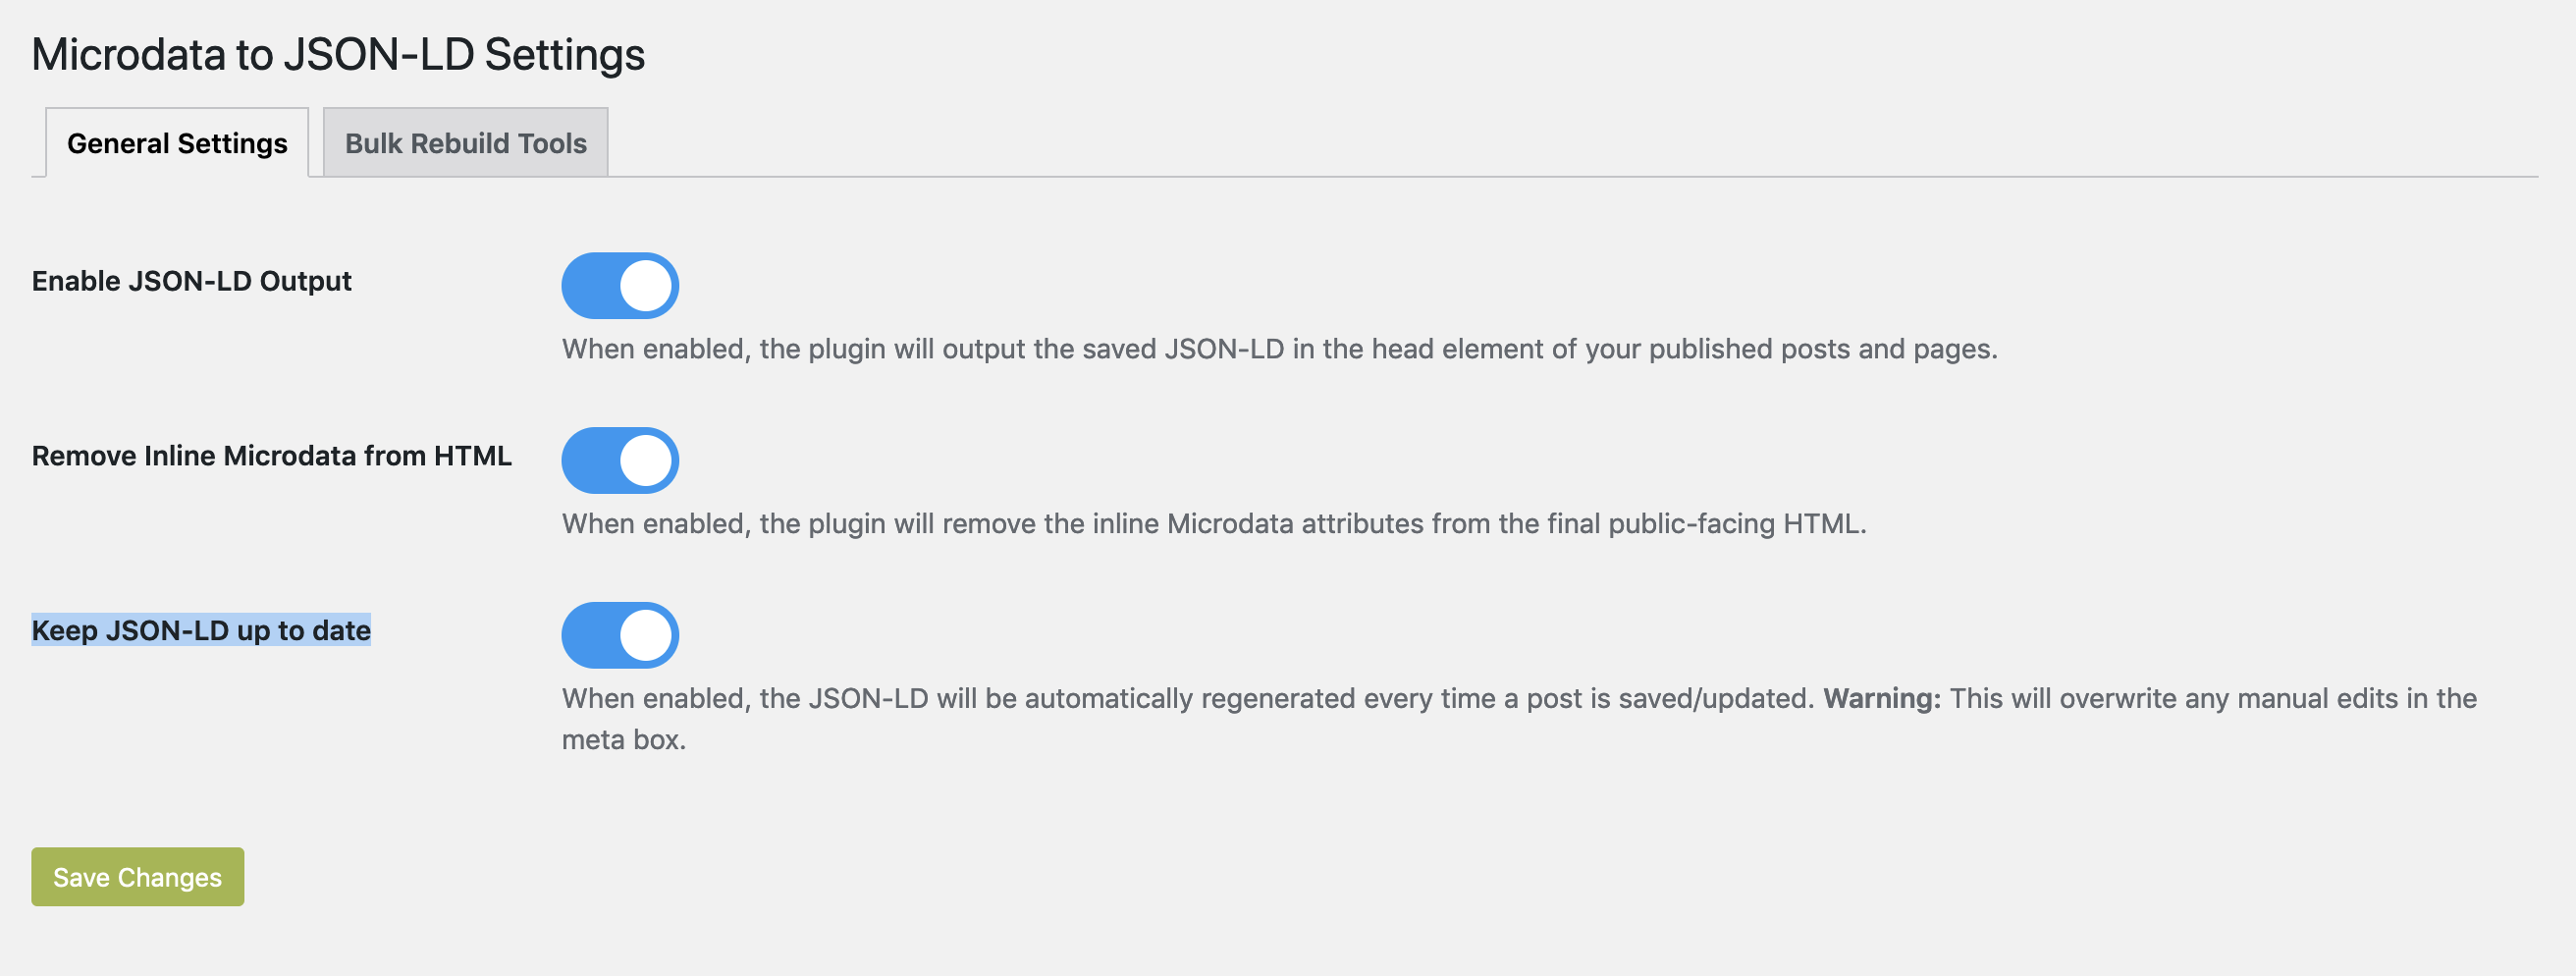 Microdata to JSON-LD Settings
General Settings
Bulk Rebuild Tools
Enable JSON-LD Output
When enabled, the plugin will output the saved JSON-LD in the head element of your published posts and pages.
Remove Inline Microdata from HTML
When enabled, the plugin will remove the inline Microdata attributes from the final public-facing HTML.
Keep JSON-LD up to date
When enabled, the JSON-LD will be automatically regenerated every time a post is saved/updated. Warning: This will overwrite any manual edits in the
meta box.
Save Changes